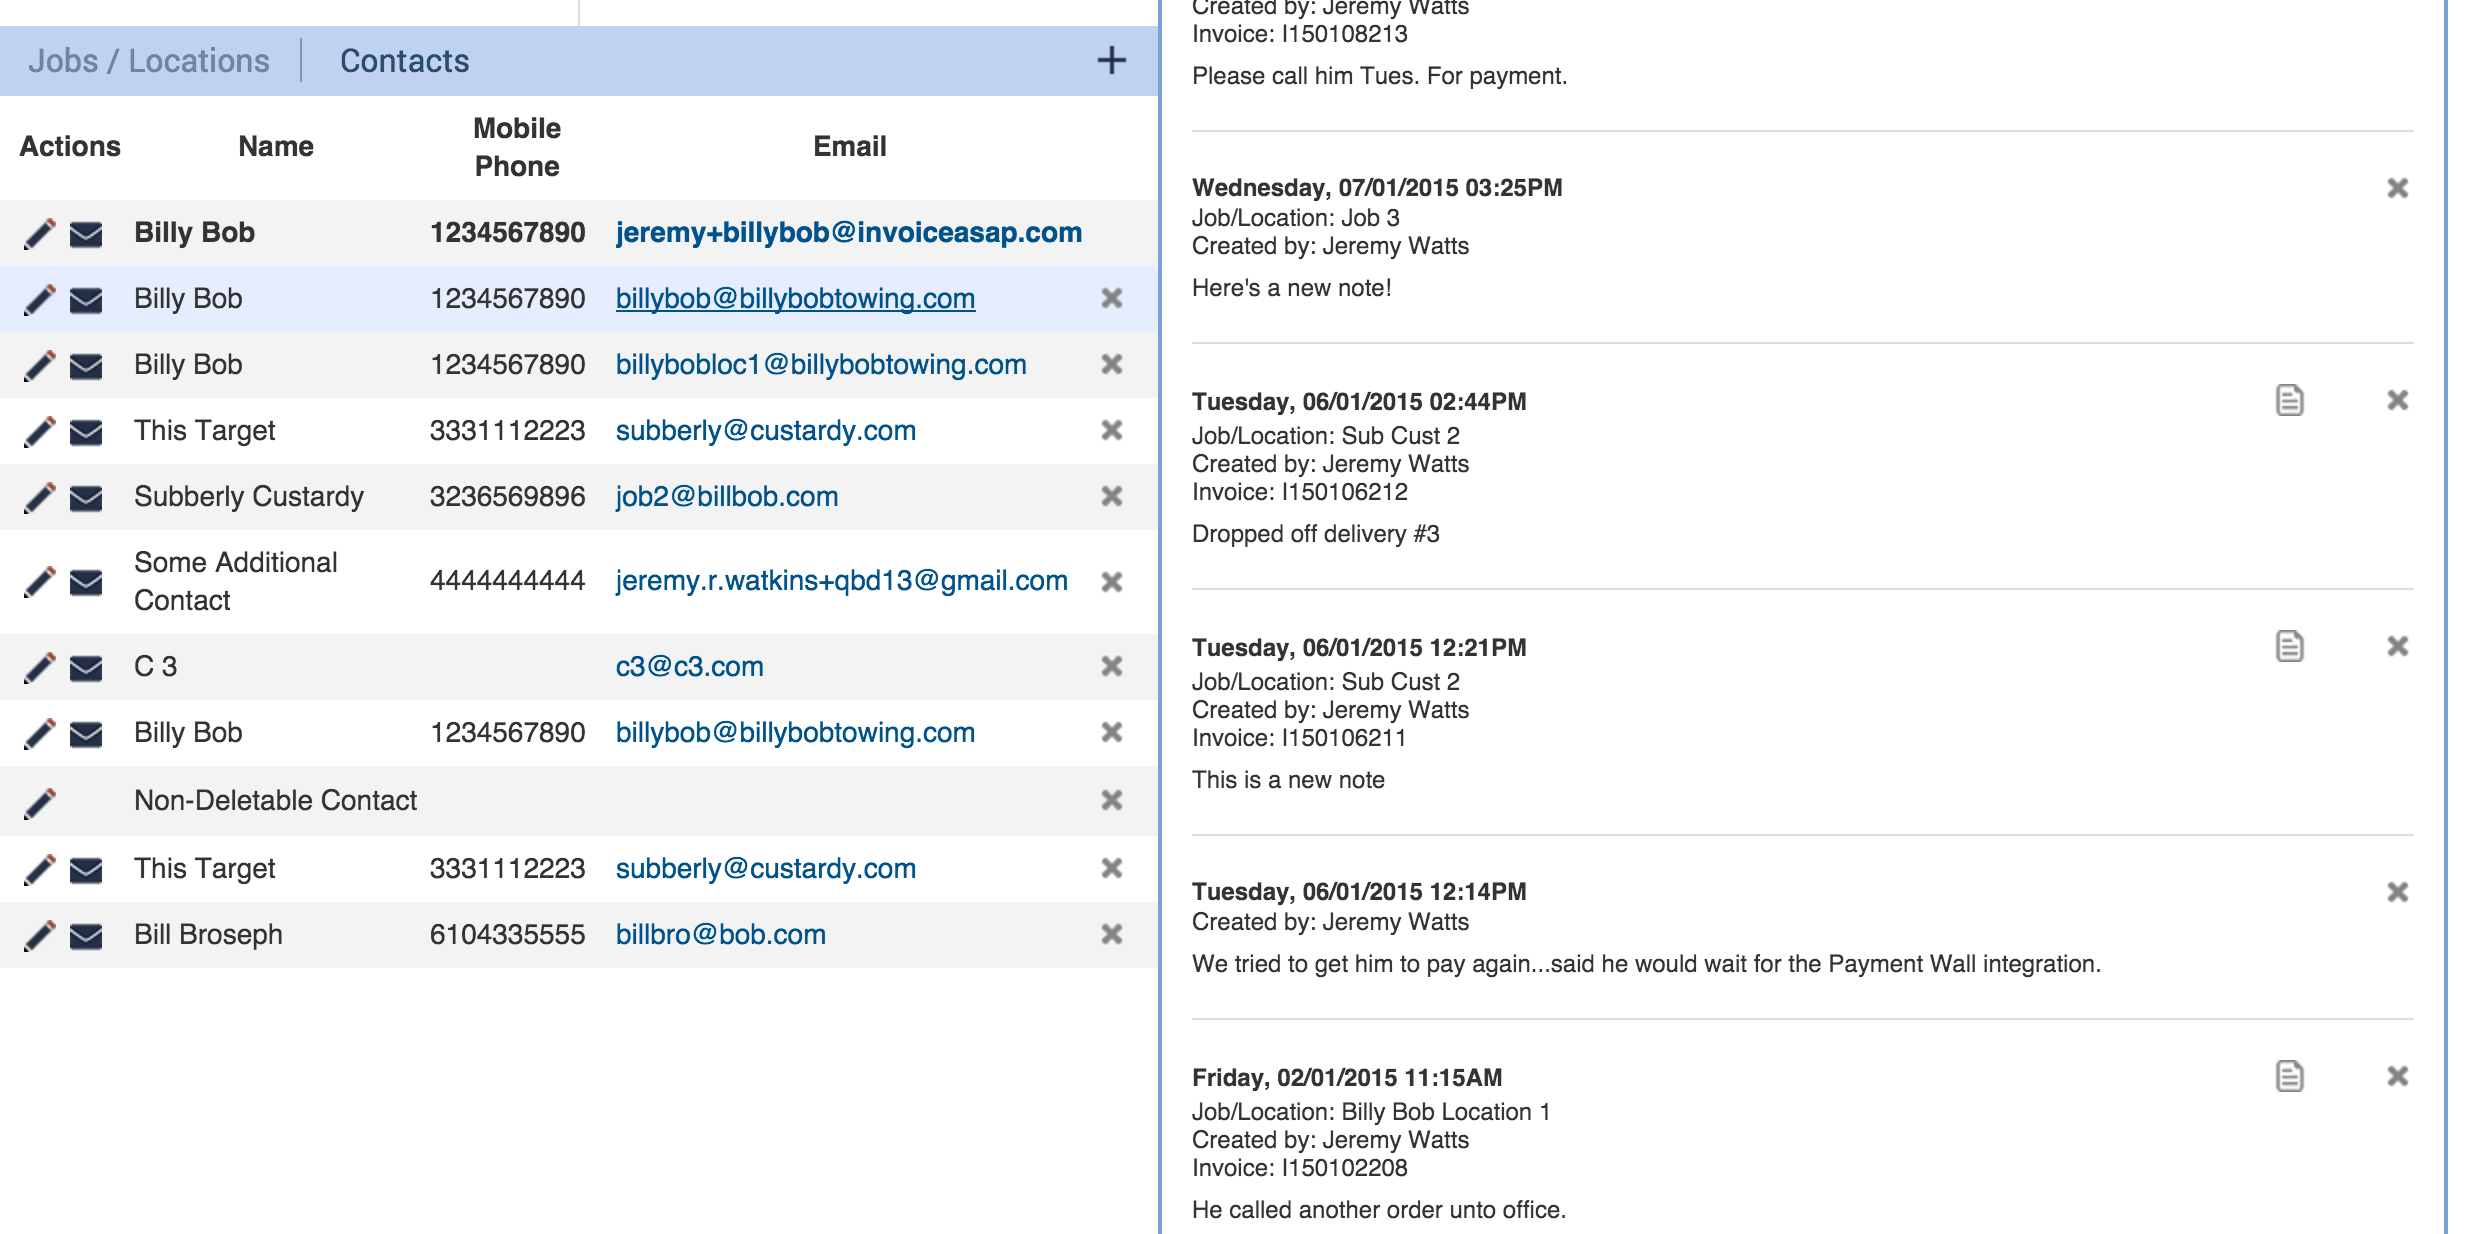 Jobs / Locations Contacts +
Actions Name Mobile Phone Email
Billy Bob 1234567890 jeremy+billybob@invoiceasap.com
Billy Bob 1234567890 billybob@billybobtowing.com
Billy Bob 1234567890 billybobloc1@billybobtowing.com
This Target 3331112223 subberly@custardy.com
Subberly Custardy 3236569896 job2@billbob.com
Some Additional
Contact 4444444444 jeremy.r.watkins+qbd13@gmail.com
C 3 c3@c3.com
Billy Bob 1234567890 billybob@billybobtowing.com
Non-Deletable Contact
This Target 3331112223 subberly@custardy.com
Bill Broseph 6104335555 billbro@bob.com
Created by: Jeremy Watts
Invoice: I150108213
Please call him Tues. For payment.
Wednesday, 07/01/2015 03:25PM
Job/Location: Job 3
Created by: Jeremy Watts
Here's a new note!
Tuesday, 06/01/2015 02:44PM
Job/Location: Sub Cust 2
Created by: Jeremy Watts
Invoice: I150106212
Dropped off delivery #3
Tuesday, 06/01/2015 12:21PM
Job/Location: Sub Cust 2
Created by: Jeremy Watts
Invoice: I150106211
This is a new note
Tuesday, 06/01/2015 12:14PM
Created by: Jeremy Watts
We tried to get him to pay again...said he would wait for the Payment Wall integration.
Friday, 02/01/2015 11:15AM
Job/Location: Billy Bob Location 1
Created by: Jeremy Watts
Invoice: I150102208
He called another order unto office.